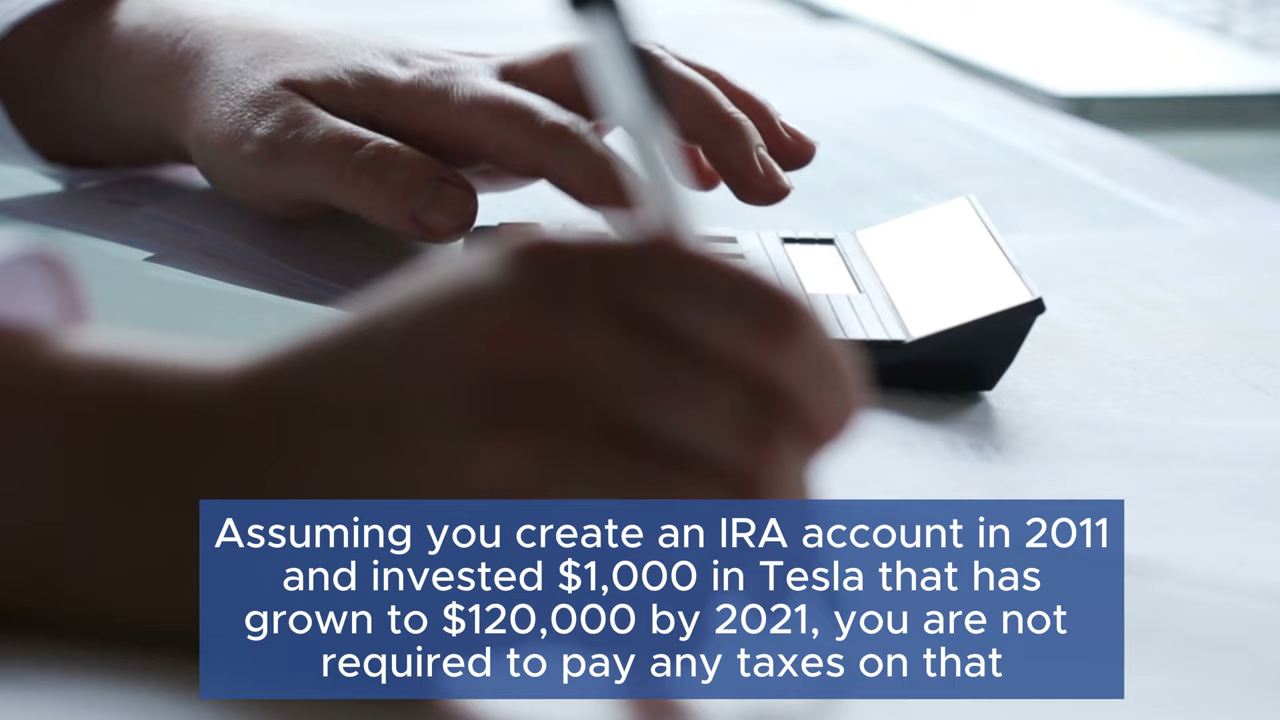 Assuming you create an IRA account in 2011
and invested $1,000 in Tesla that has
grown to $120,000 by 2021, you are not
required to pay any taxes on that